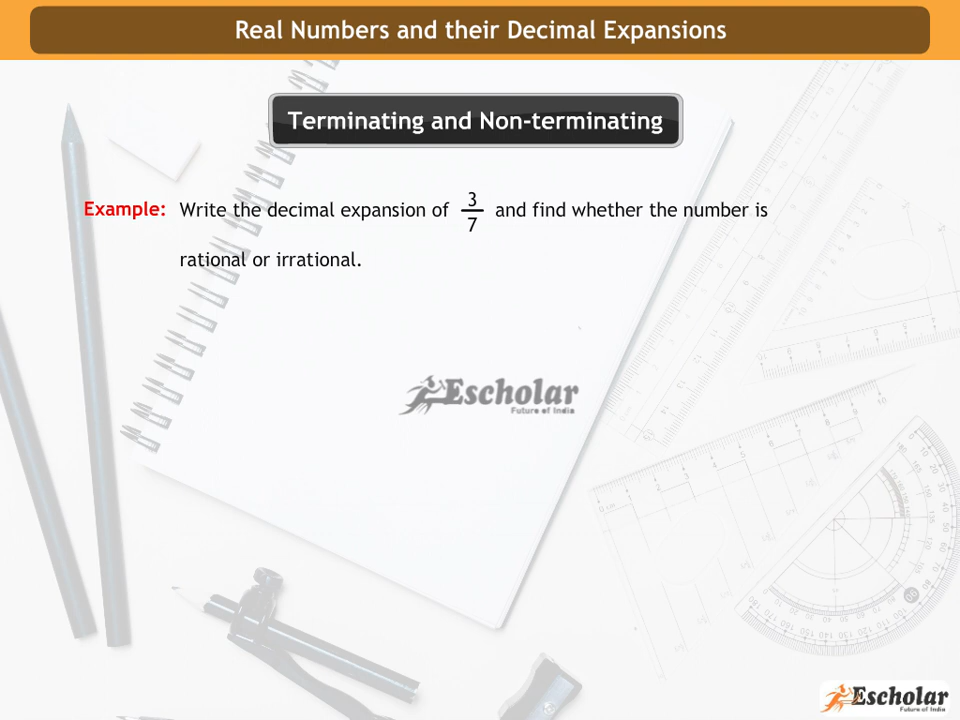 Real Numbers and their Decimal Expansions
Terminating and Non-terminating
Example: Write the decimal expansion of 3/7 and find whether the number is
rational or irrational.
Escholar
Future of India
Escholar
Future of India